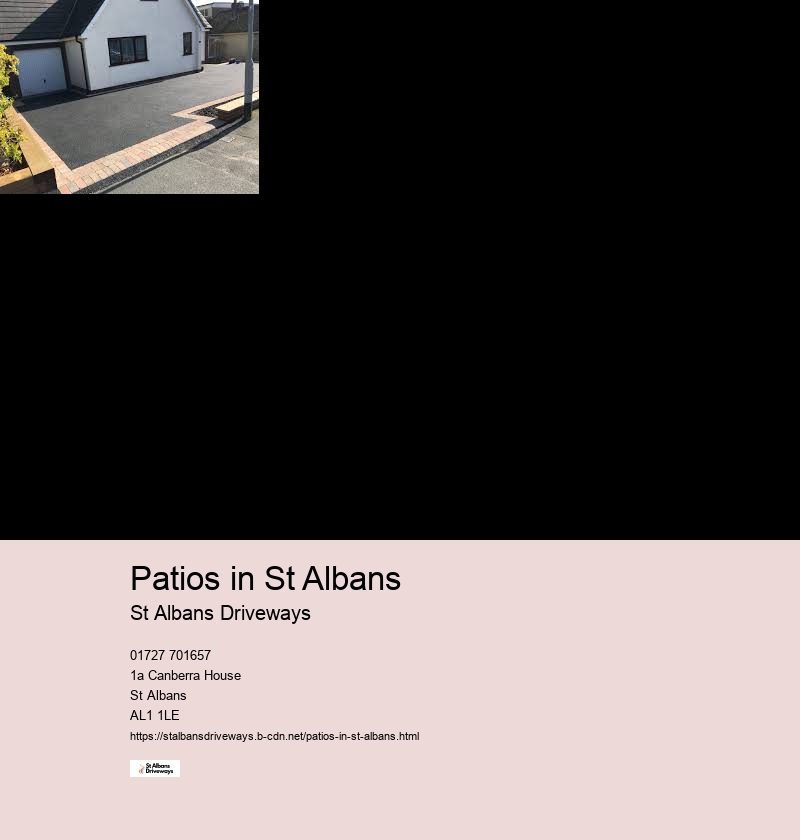 Patios in St Albans
St Albans Driveways
01727 701657
1a Canberra House
St Albans
AL1 1LE
https://stalbansdriveways.b-cdn.net/patios-in-st-albans.html
St Albans
Driveways